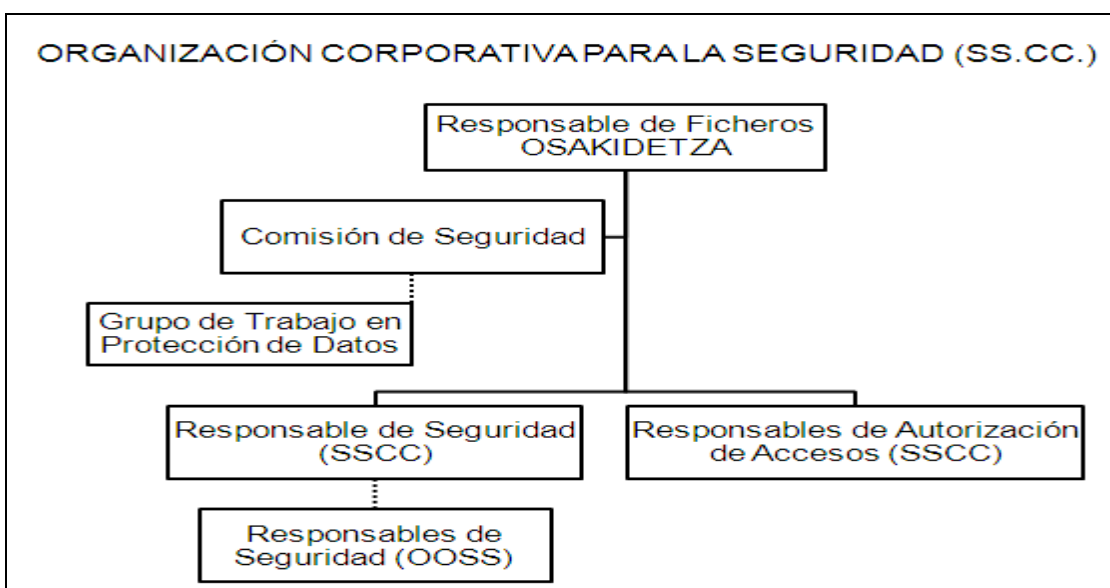 ORGANIZACIÓN CORPORATIVA PARA LA SEGURIDAD (SS.CC.)
Responsable de Ficheros
OSAKIDETZA
Comisión de Seguridad
Grupo de Trabajo en
Protección de Datos
Responsable de Seguridad
(SSCC)
Responsables de Autorización
de Accesos (SSCC)
Responsables de
Seguridad (OOSS)